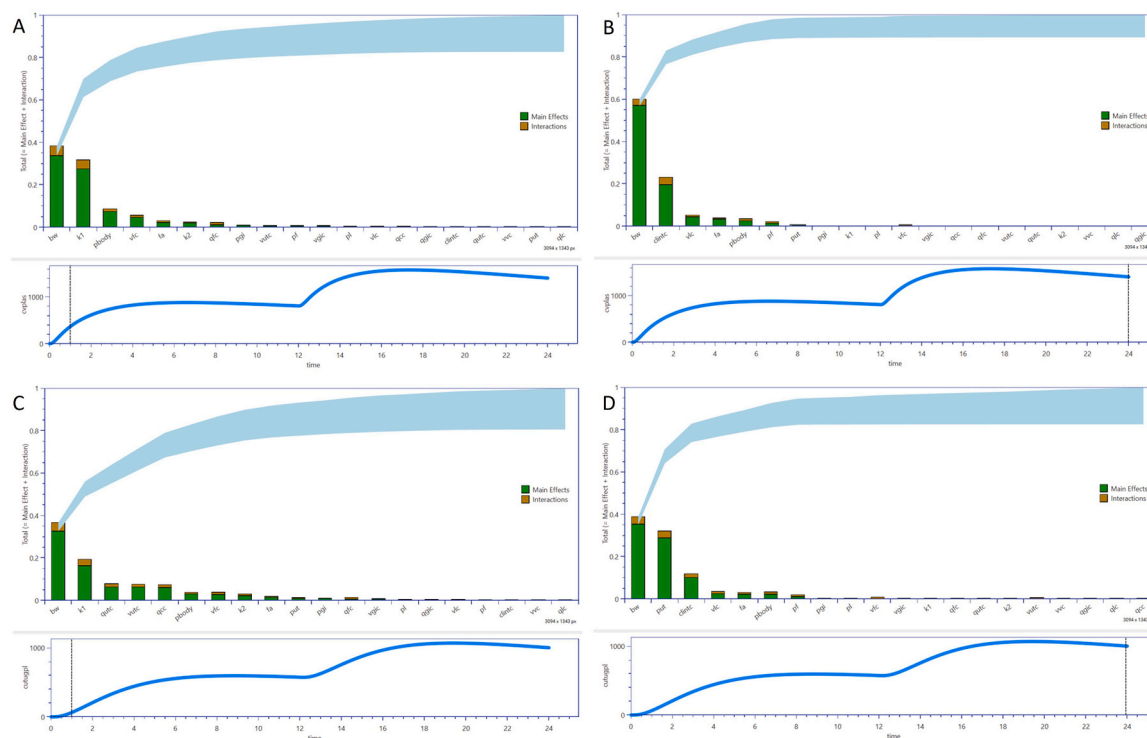 A
Total (= Main Effect + Interaction)
1
0.8
0.6
0.4
0.2
0
Main Effects
Interactions
bw k1 pbody vfc fa k2 qfc pgi vutc pf vgic pl vlc qcc qgic clintc qutc vvc put qlc
3094 x 1343 px
cvplas
1000
0
0 2 4 6 8 10 12 14 16 18 20 22 24
time
B
Total (= Main Effect + Interaction)
1
0.8
0.6
0.4
0.2
0
Main Effects
Interactions
bw clintc vlc fa pbody pf put pgi k1 pl vfc vgic qcc qfc vutc qutc k2 vvc qlc qgic
3094 x 1343 px
cvplas
1000
0
0 2 4 6 8 10 12 14 16 18 20 22 24
time
C
Total (= Main Effect + Interaction)
1
0.8
0.6
0.4
0.2
0
Main Effects
Interactions
bw k1 qutc vutc qcc pbody vfc k2 fa put pgi qfc vgic pl qgic vlc pf clintc vvc qlc
3094 x 1343 px
cutugpl
1000
0
0 2 4 6 8 10 12 14 16 18 20 22 24
time
D
Total (= Main Effect + Interaction)
1
0.8
0.6
0.4
0.2
0
Main Effects
Interactions
bw put clintc vlc fa pbody pf pgi pl vfc vgic k1 qfc qutc k2 vutc vvc qgic qlc qcc
3094 x 1343 px
cutugpl
1000
0
0 2 4 6 8 10 12 14 16 18 20 22 24
time